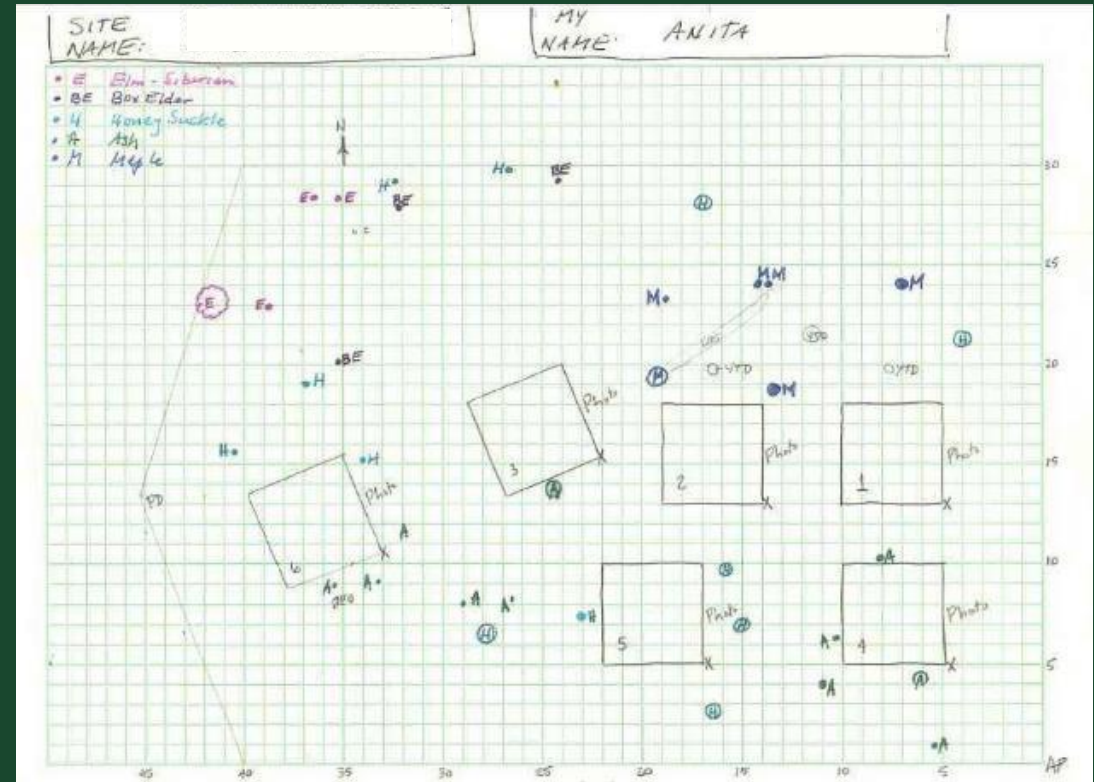 SITE
NAME:
MY
NAME: ANITA
E Elm - Siberian
BE Box Elder
H Honey Suckle
A Ash
M Maple
N
30
H
BE
H
E
E
BE
H
25
M M
M
M
E
E
H
BE
20
M
YTD
YTD
H
M
Photo
H
Photo
Photo
15
H
H
3
2
1
X
A
X
X
PD
Photo
A
6
X
10
A
A
A
A
A
H
H
H
H
Photo
Photo
A
5
4
X
X
5
A
A
H
A
45
40
35
30
25
20
15
10
5
AP